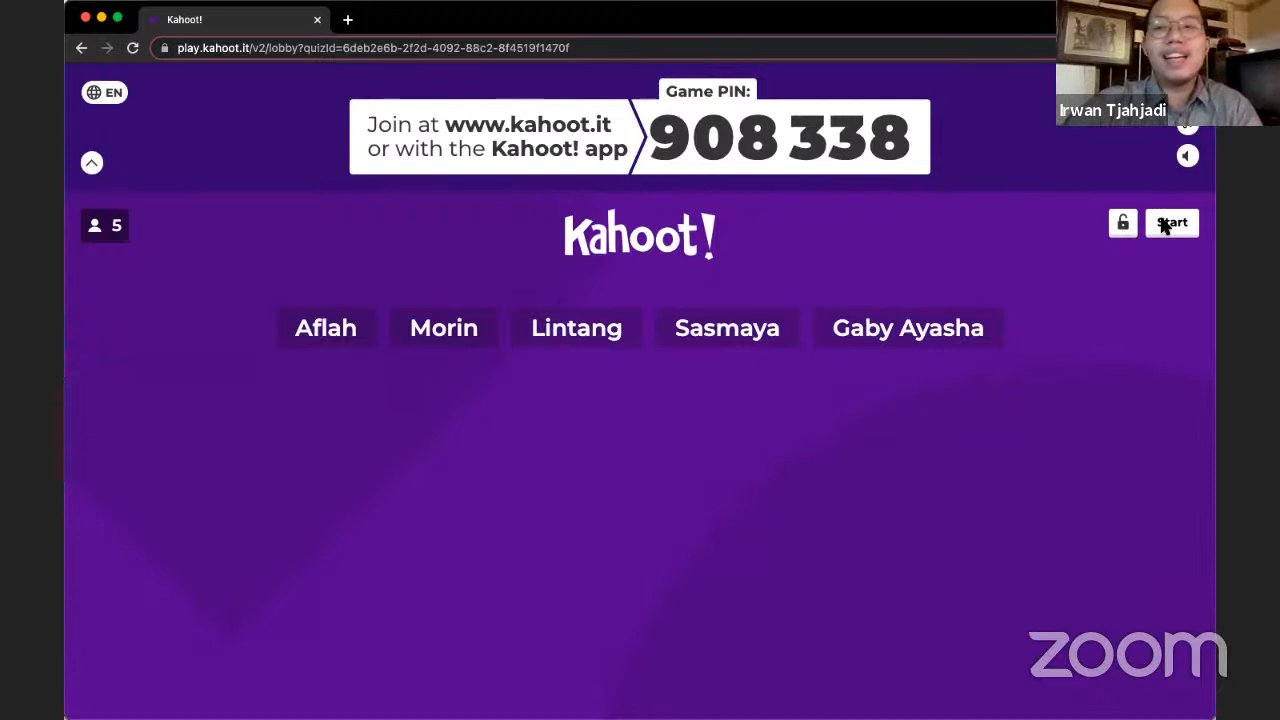 Kahoot!
play.kahoot.it/v2/lobby?quizId=6deb2e6b-2f2d-4092-88c2-8f4519f1470f
Irwan Tjahjadi
EN
Game PIN:
Join at www.kahoot.it
or with the Kahoot! app
908 338
5
Kahoot!
Start
Aflah Morin Lintang Sasmaya Gaby Ayasha
zoom